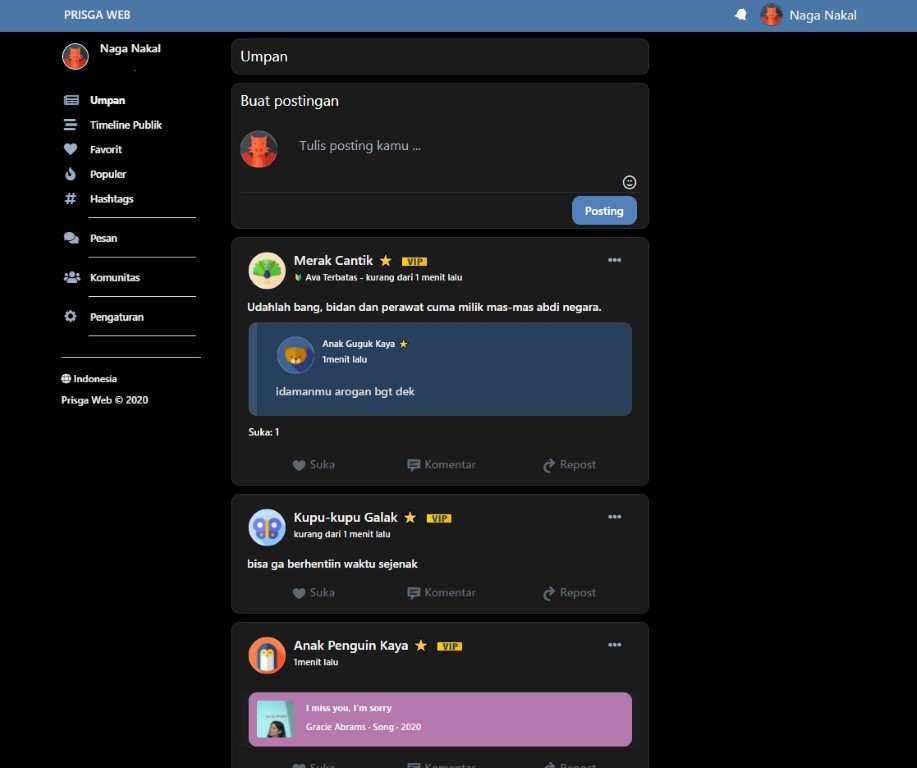 PRISGA WEB
Naga Nakal
Naga Nakal
Umpan
Timeline Publik
Favorit
Populer
Hashtags
Pesan
Komunitas
Pengaturan
Indonesia
Prisga Web © 2020
Umpan
Buat postingan
Tulis posting kamu ...
Posting
Merak Cantik VIP
Ava Terbatas - kurang dari 1 menit lalu
Udahlah bang, bidan dan perawat cuma milik mas-mas abdi negara.
Anak Guguk Kaya
1menit lalu
idamanmu arogan bgt dek
Suka: 1
Suka Komentar Repost
Kupu-kupu Galak VIP
kurang dari 1 menit lalu
bisa ga berhentiin waktu sejenak
Suka Komentar Repost
Anak Penguin Kaya VIP
1menit lalu
I miss you, I'm sorry
Gracie Abrams - Song - 2020
Suka Komentar Repost